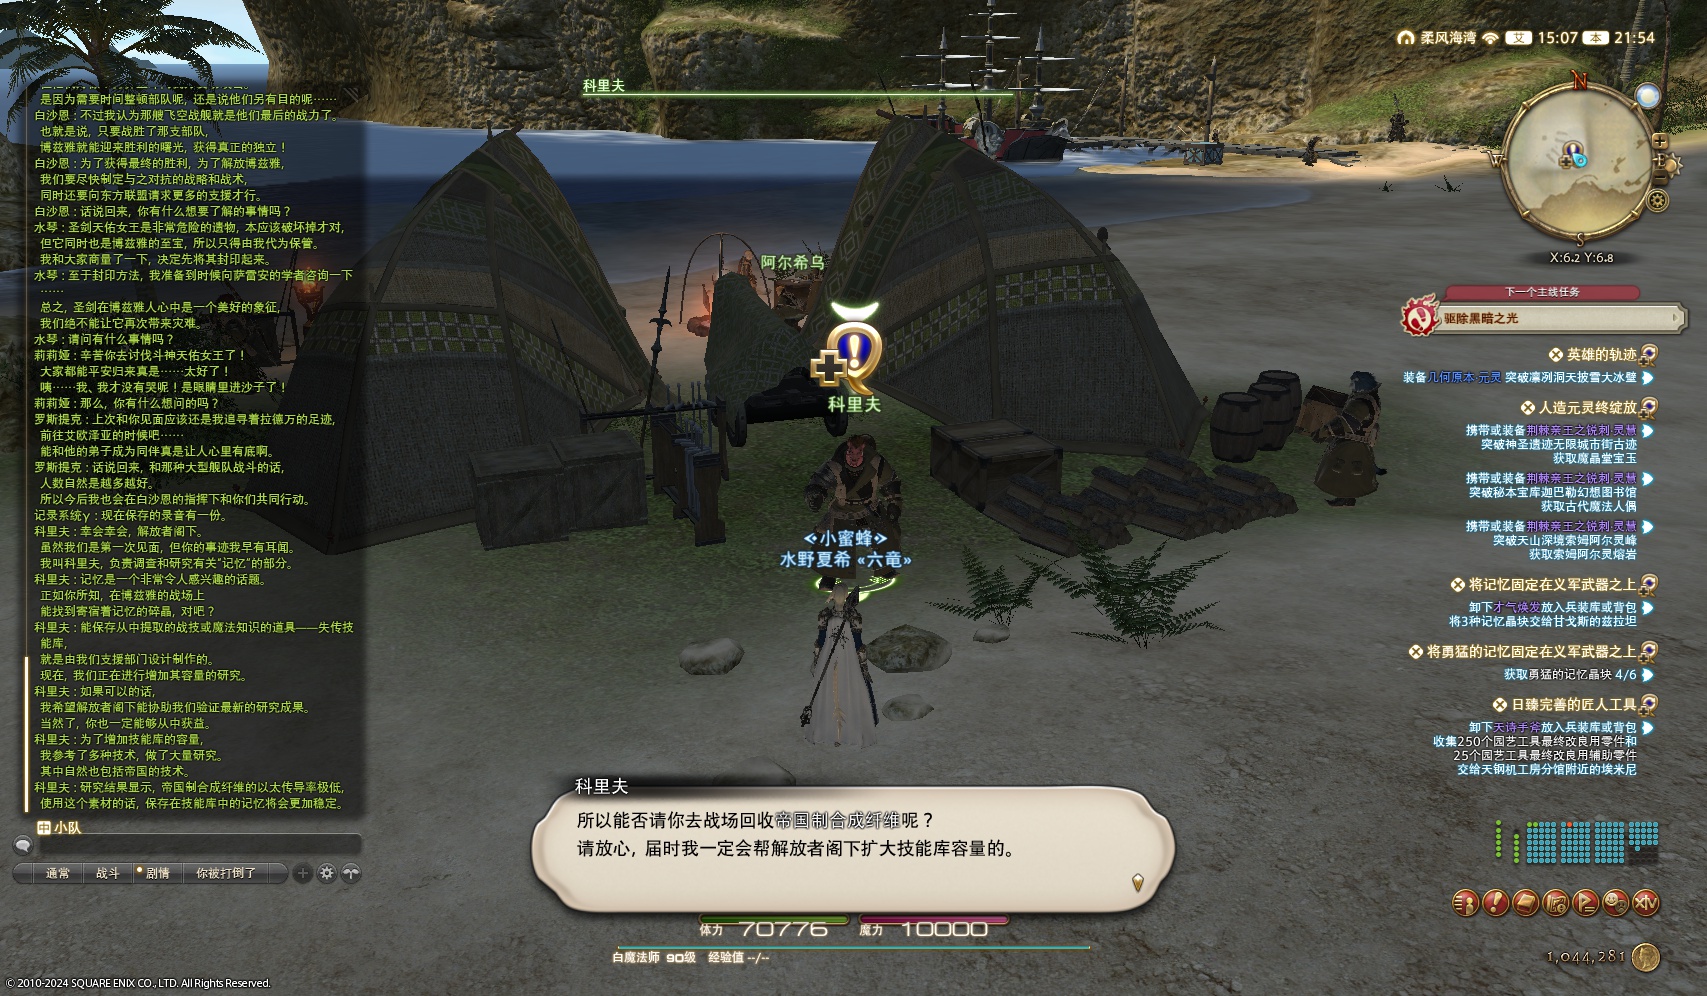 是因为需要时间整顿部队呢，还是说他们另有目的呢……
白沙恩：不过我认为那艘飞空战舰就是他们最后的战力了。
也就是说，只要战胜了那支部队，
博兹雅就能迎来胜利的曙光，获得真正的独立！
白沙恩：为了获得最终的胜利，为了解放博兹雅，
我们要尽快制定与之对抗的战略和战术，
同时还要向东方联盟请求更多的支援才行。
白沙恩：话说回来，你有什么想要了解的事情吗？
水琴：圣剑天佑女王是非常危险的遗物，本应该破坏掉才对，
但它同时也是博兹雅的至宝，所以只得由我代为保管。
我和大家商量了一下，决定先将其封印起来。
水琴：至于封印方法，我准备到时候向萨雷安的学者咨询一下
……
总之，圣剑在博兹雅人心中是一个美好的象征，
我们绝不能让它再次带来灾难。
水琴：请问有什么事情吗？
莉莉娅：辛苦你去讨伐斗神天佑女王了！
大家都能平安归来真是……太好了！
咦……我、我才没有哭呢！是眼睛里进沙子了！
莉莉娅：那么，你有什么想问的吗？
罗斯提克：上次和你见面应该还是我追寻着拉德万的足迹，
前往艾欧泽亚的时候吧……
能和他的弟子成为同伴真是让人心里有底啊。
罗斯提克：话说回来，和那种大型舰队战斗的话，
人数自然是越多越好。
所以今后我也会在白沙恩的指挥下和你们共同行动。
记录系统γ：现在保存的录音有一份。
科里夫：幸会幸会，解放者阁下。
虽然我们是第一次见面，但你的事迹我早有耳闻。
我叫科里夫，负责调查和研究有关“记忆”的部分。
科里夫：记忆是一个非常令人感兴趣的话题。
正如你所知，在博兹雅的战场上
能找到寄宿着记忆的碎晶，对吧？
科里夫：能保存从中提取的战技或魔法知识的道具——失传技
能库，
就是由我们支援部门设计制作的。
现在，我们正在进行增加其容量的研究。
科里夫：如果可以的话，
我希望解放者阁下能协助我们验证最新的研究成果。
当然了，你也一定能够从中获益。
科里夫：为了增加技能库的容量，
我参考了多种技术，做了大量研究。
其中自然也包括帝国的技术。
科里夫：研究结果显示，帝国制合成纤维的以太传导率极低，
使用这个素材的话，保存在技能库中的记忆将会更加稳定。
中 小队
通常 战斗 剧情 你被打倒了
© 2010-2024 SQUARE ENIX CO., LTD. All Rights Reserved.
科里夫
阿尔希乌
科里夫
小蜜蜂
水野夏希 «六竜»
科里夫
所以能否请你去战场回收帝国制合成纤维呢？
请放心，届时我一定会帮解放者阁下扩大技能库容量的。
体力 70776 魔力 10000
白魔法师 90级 经验值 --/--
柔风海湾 艾 15:07 本 21:54
N
W E
S
X:6.2 Y:6.8
下一个主线任务
驱除黑暗之光
英雄的轨迹
装备几何原本·元灵 突破凛冽洞天披雪大冰壁
人造元灵终绽放
携带或装备荆棘亲王之锐刺·灵慧
突破神圣遗迹无限城市街古迹
获取魔晶堂宝玉
携带或装备荆棘亲王之锐刺·灵慧
突破秘本宝库迦巴勒幻想图书馆
获取古代魔法人偶
携带或装备荆棘亲王之锐刺·灵慧
突破天山深境索姆阿尔灵峰
获取索姆阿尔灵熔岩
将记忆固定在义军武器之上
卸下才气焕发放入兵装库或背包
将3种记忆晶块交给甘戈斯的兹拉坦
将勇猛的记忆固定在义军武器之上
获取勇猛的记忆晶块 4/6
日臻完善的匠人工具
卸下天诗手斧放入兵装库或背包
收集250个园艺工具最终改良用零件和
25个园艺工具最终改良用辅助零件
交给天钢机工房分馆附近的埃米尼
XIV
1,044,281